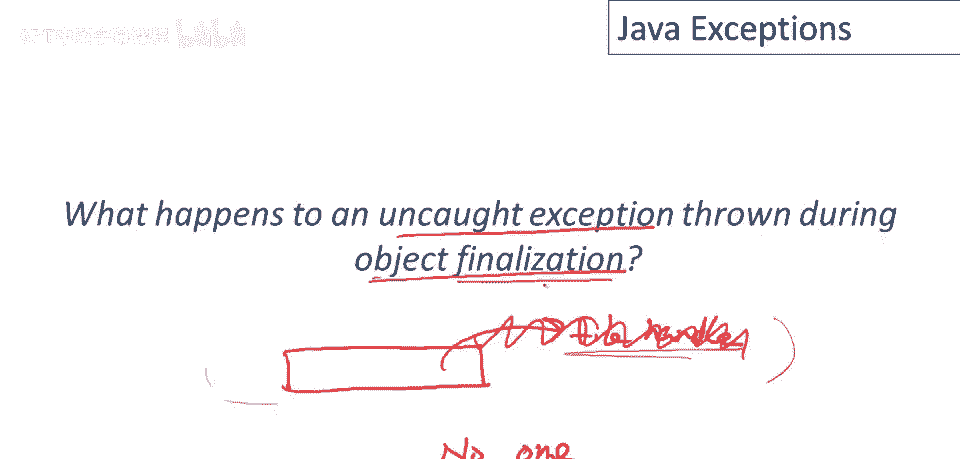 Java Exceptions
What happens to an uncaught exception thrown during
object finalization?
No one